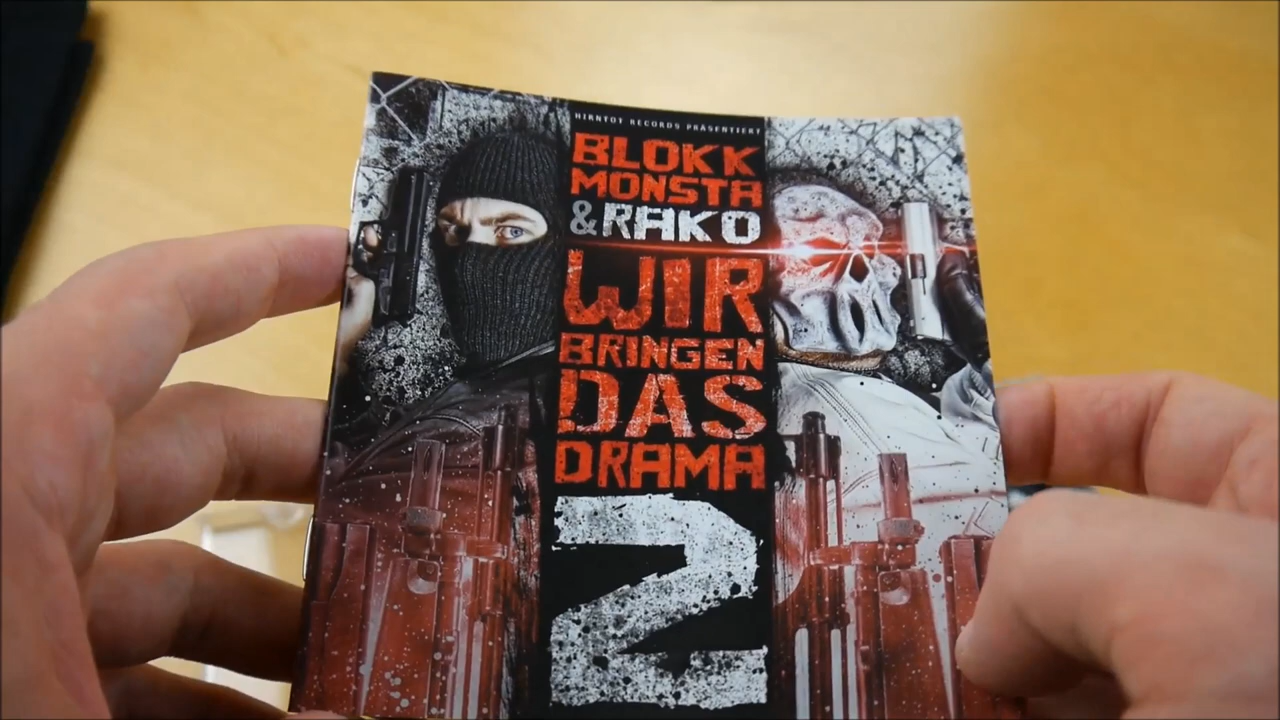 HIRNTOT RECORDS PRÄSENTIERT
BLOKK
MONSTA
& RAKO
WIR
BRINGEN
DAS
DRAMA
2